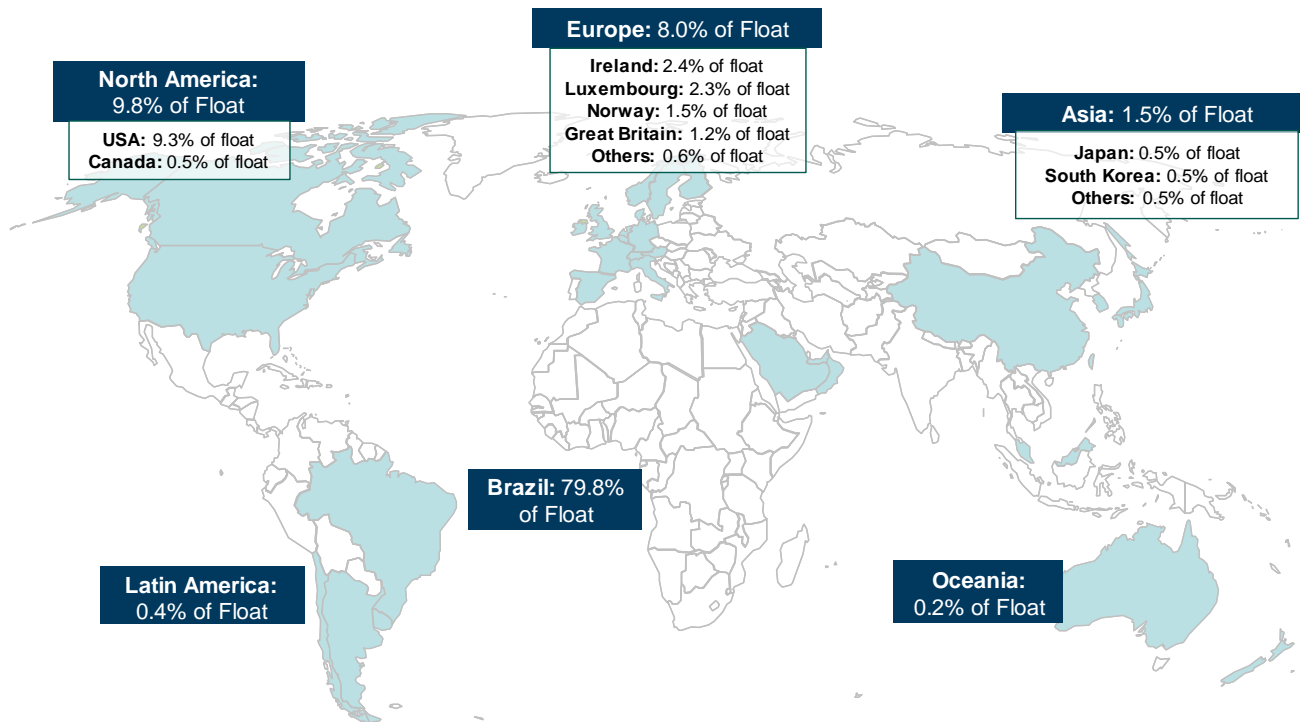 Europe: 8.0% of Float
Ireland: 2.4% of float
Luxembourg: 2.3% of float
Norway: 1.5% of float
Great Britain: 1.2% of float
Others: 0.6% of float
North America:
9.8% of Float
USA: 9.3% of float
Canada: 0.5% of float
Asia: 1.5% of Float
Japan: 0.5% of float
South Korea: 0.5% of float
Others: 0.5% of float
Brazil: 79.8%
of Float
Latin America:
0.4% of Float
Oceania:
0.2% of Float